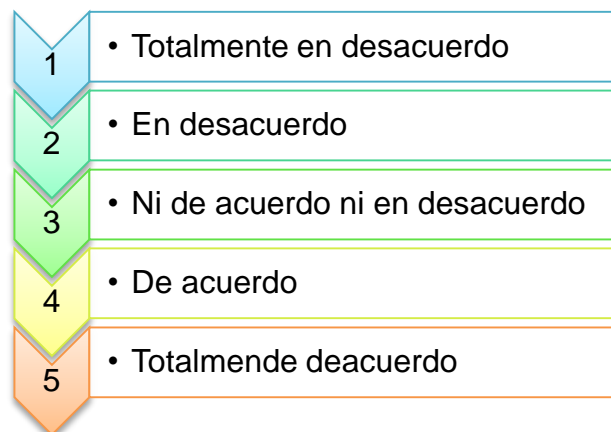 1 • Totalmente en desacuerdo
2 • En desacuerdo
3 • Ni de acuerdo ni en desacuerdo
4 • De acuerdo
5 • Totalmende deacuerdo